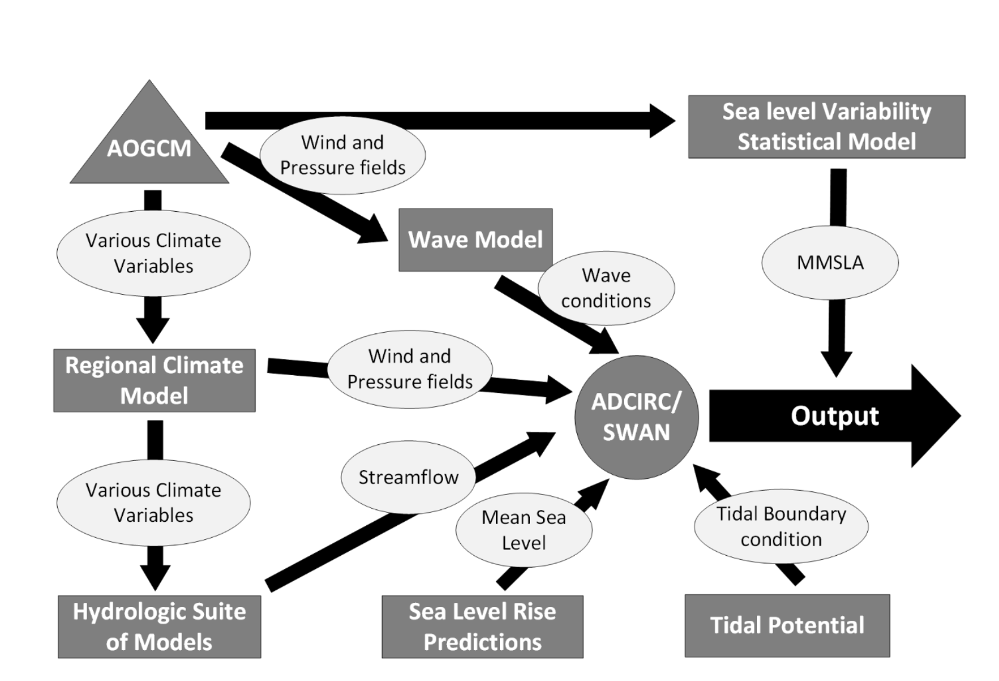 AOGCM
Sea level Variability
Statistical Model
Wind and
Pressure fields
Various Climate
Variables
Wave Model
MMSLA
Wave
conditions
Regional Climate
Model
Wind and
Pressure fields
ADCIRC/
SWAN
Output
Streamflow
Various Climate
Variables
Mean Sea
Level
Tidal Boundary
condition
Hydrologic Suite
of Models
Sea Level Rise
Predictions
Tidal Potential